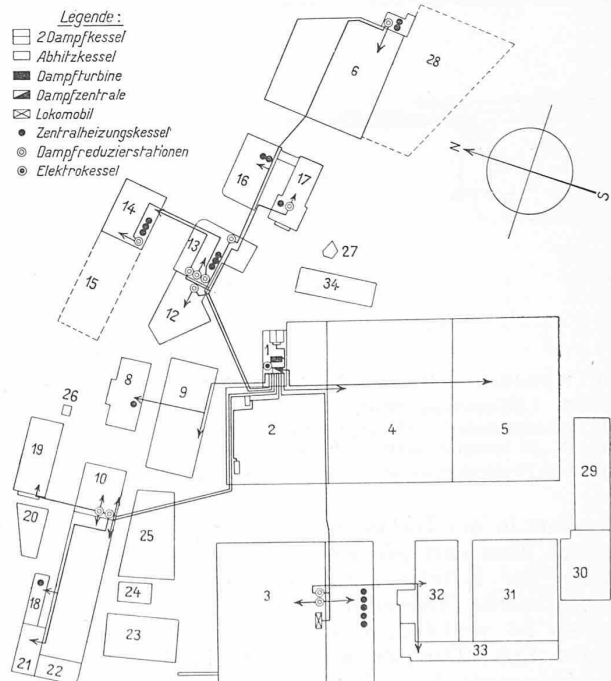 Legende:
2 Dampfkessel
Abhitzkessel
Dampfturbine
Dampfzentrale
Lokomobil
Zentralheizungskessel
Dampfreduzierstationen
Elektrokessel
6
28
N
S
16
17
14
13
15
12
27
34
1
8
9
26
2
4
5
19
10
20
25
29
18
24
3
32
31
30
23
21
22
33